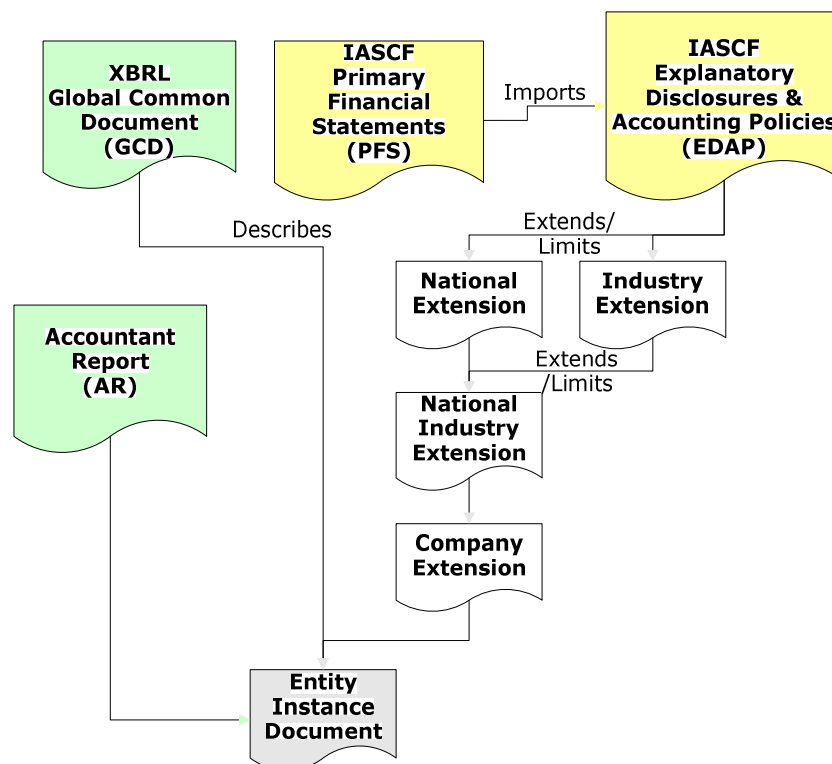 XBRL
Global Common
Document
(GCD)
IASCF
Primary
Financial
Statements
(PFS)
Imports
IASCF
Explanatory
Disclosures &
Accounting Policies
(EDAP)
Describes
Extends/
Limits
National
Extension
Industry
Extension
Accountant
Report
(AR)
Extends
/Limits
National
Industry
Extension
Company
Extension
Entity
Instance
Document